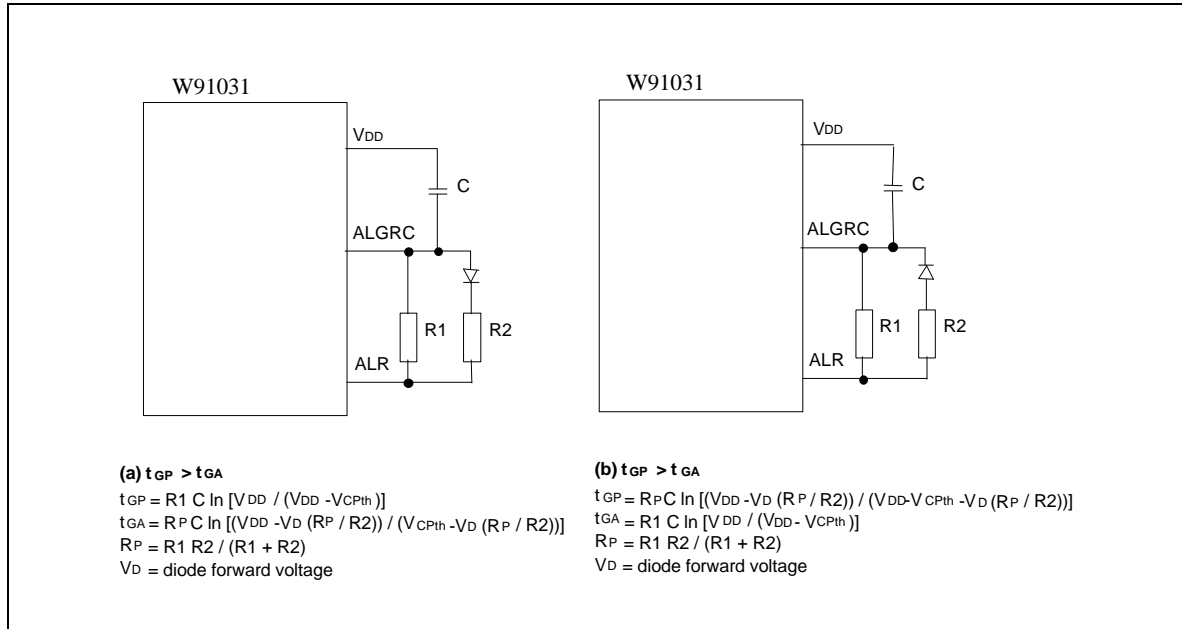 W91031
VDD
C
ALGRC
R1
R2
ALR
(a) tGP > tGA
tGP = R1 C ln [VDD / (VDD -VCPth)]
tGA = RP C ln [(VDD -VD (RP / R2)) / (VCPth -VD (RP / R2))]
RP = R1 R2 / (R1 + R2)
VD = diode forward voltage
W91031
VDD
C
ALGRC
R1
R2
ALR
(b) tGP > tGA
tGP = RPC ln [(VDD -VD (RP / R2)) / (VDD-VCPth -VD (RP / R2))]
tGA = R1 C ln [VDD / (VDD- VCPth)]
RP = R1 R2 / (R1 + R2)
VD = diode forward voltage